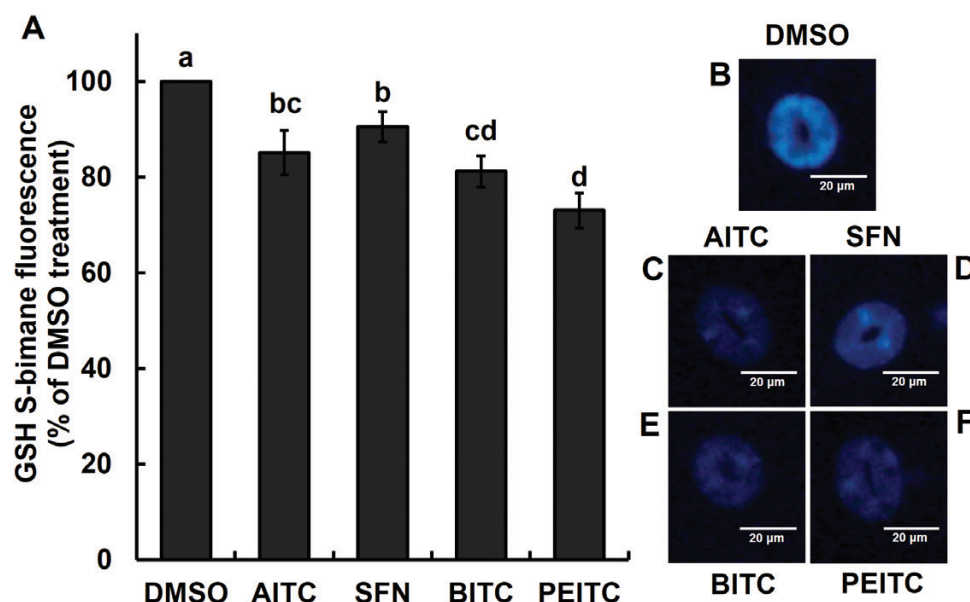 A
GSH S-bimane fluorescence
(% of DMSO treatment)
100
80
60
40
20
0
a
bc
b
cd
d
DMSO
AITC
SFN
BITC
PEITC
DMSO
B
20 µm
AITC
SFN
C
20 µm
D
20 µm
E
20 µm
F
20 µm
BITC
PEITC